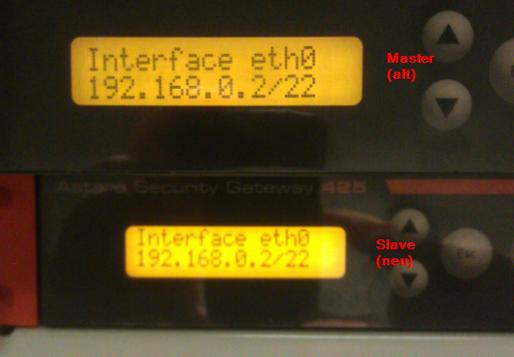 Interface eth0
192.168.0.2/22
Master
(alt)
Astaro Security Gateway 425
Interface eth0
192.168.0.2/22
Slave
(neu)
Esc